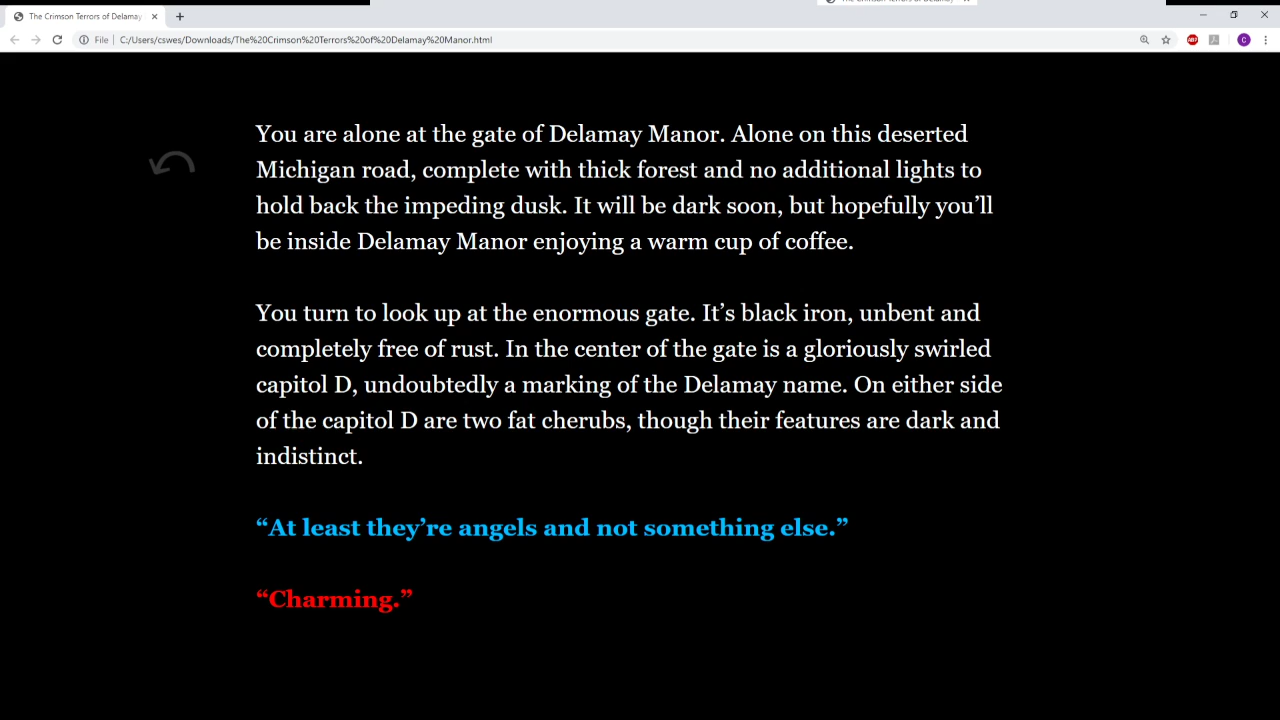 The Crimson Terrors of Delamay
The Crimson Terrors of Delamay
File
C:/Users/cswes/Downloads/The%20Crimson%20Terrors%20of%20Delamay%20Manor.html
ABP
C
You are alone at the gate of Delamay Manor. Alone on this deserted
Michigan road, complete with thick forest and no additional lights to
hold back the impeding dusk. It will be dark soon, but hopefully you’ll
be inside Delamay Manor enjoying a warm cup of coffee.
You turn to look up at the enormous gate. It’s black iron, unbent and
completely free of rust. In the center of the gate is a gloriously swirled
capitol D, undoubtedly a marking of the Delamay name. On either side
of the capitol D are two fat cherubs, though their features are dark and
indistinct.
“At least they’re angels and not something else.”
“Charming.”